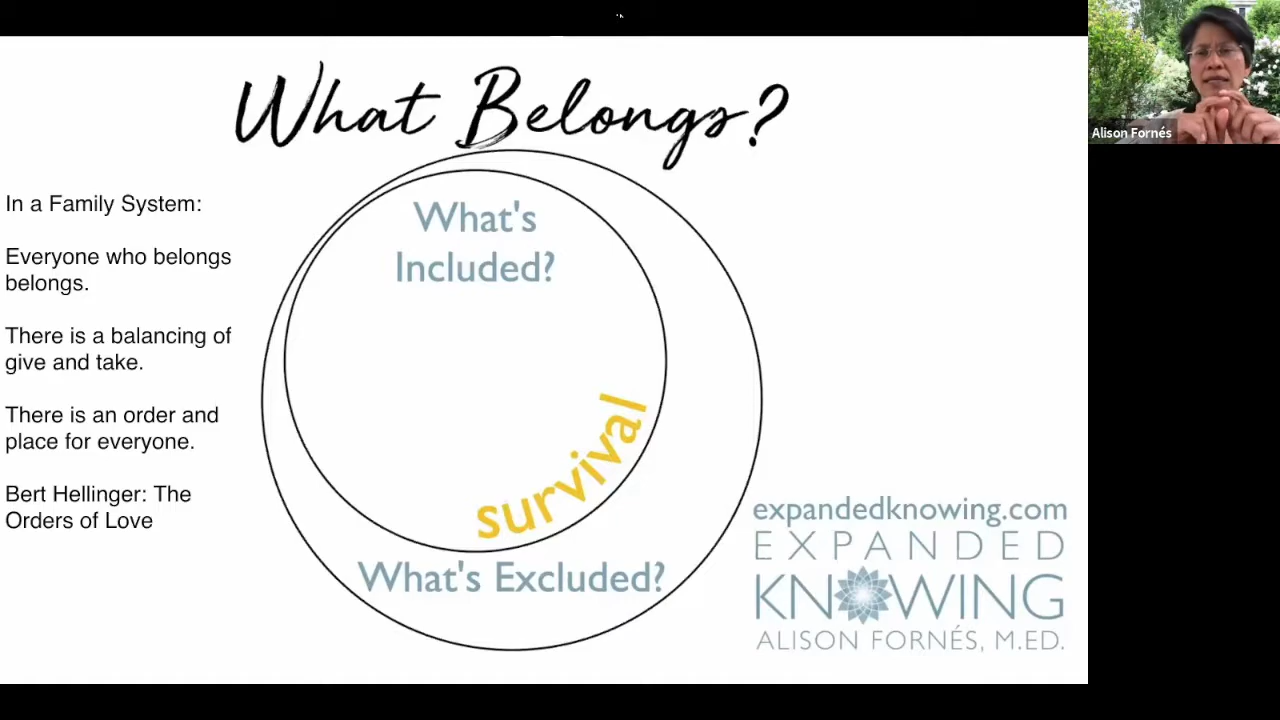 What Belongs?
In a Family System:
Everyone who belongs
belongs.
There is a balancing of
give and take.
There is an order and
place for everyone.
Bert Hellinger: The
Orders of Love
What's
Included?
survival
What's Excluded?
expandedknowing.com
EXPANDED
KNOWING
ALISON FORNÉS, M.ED.
Alison Fornés